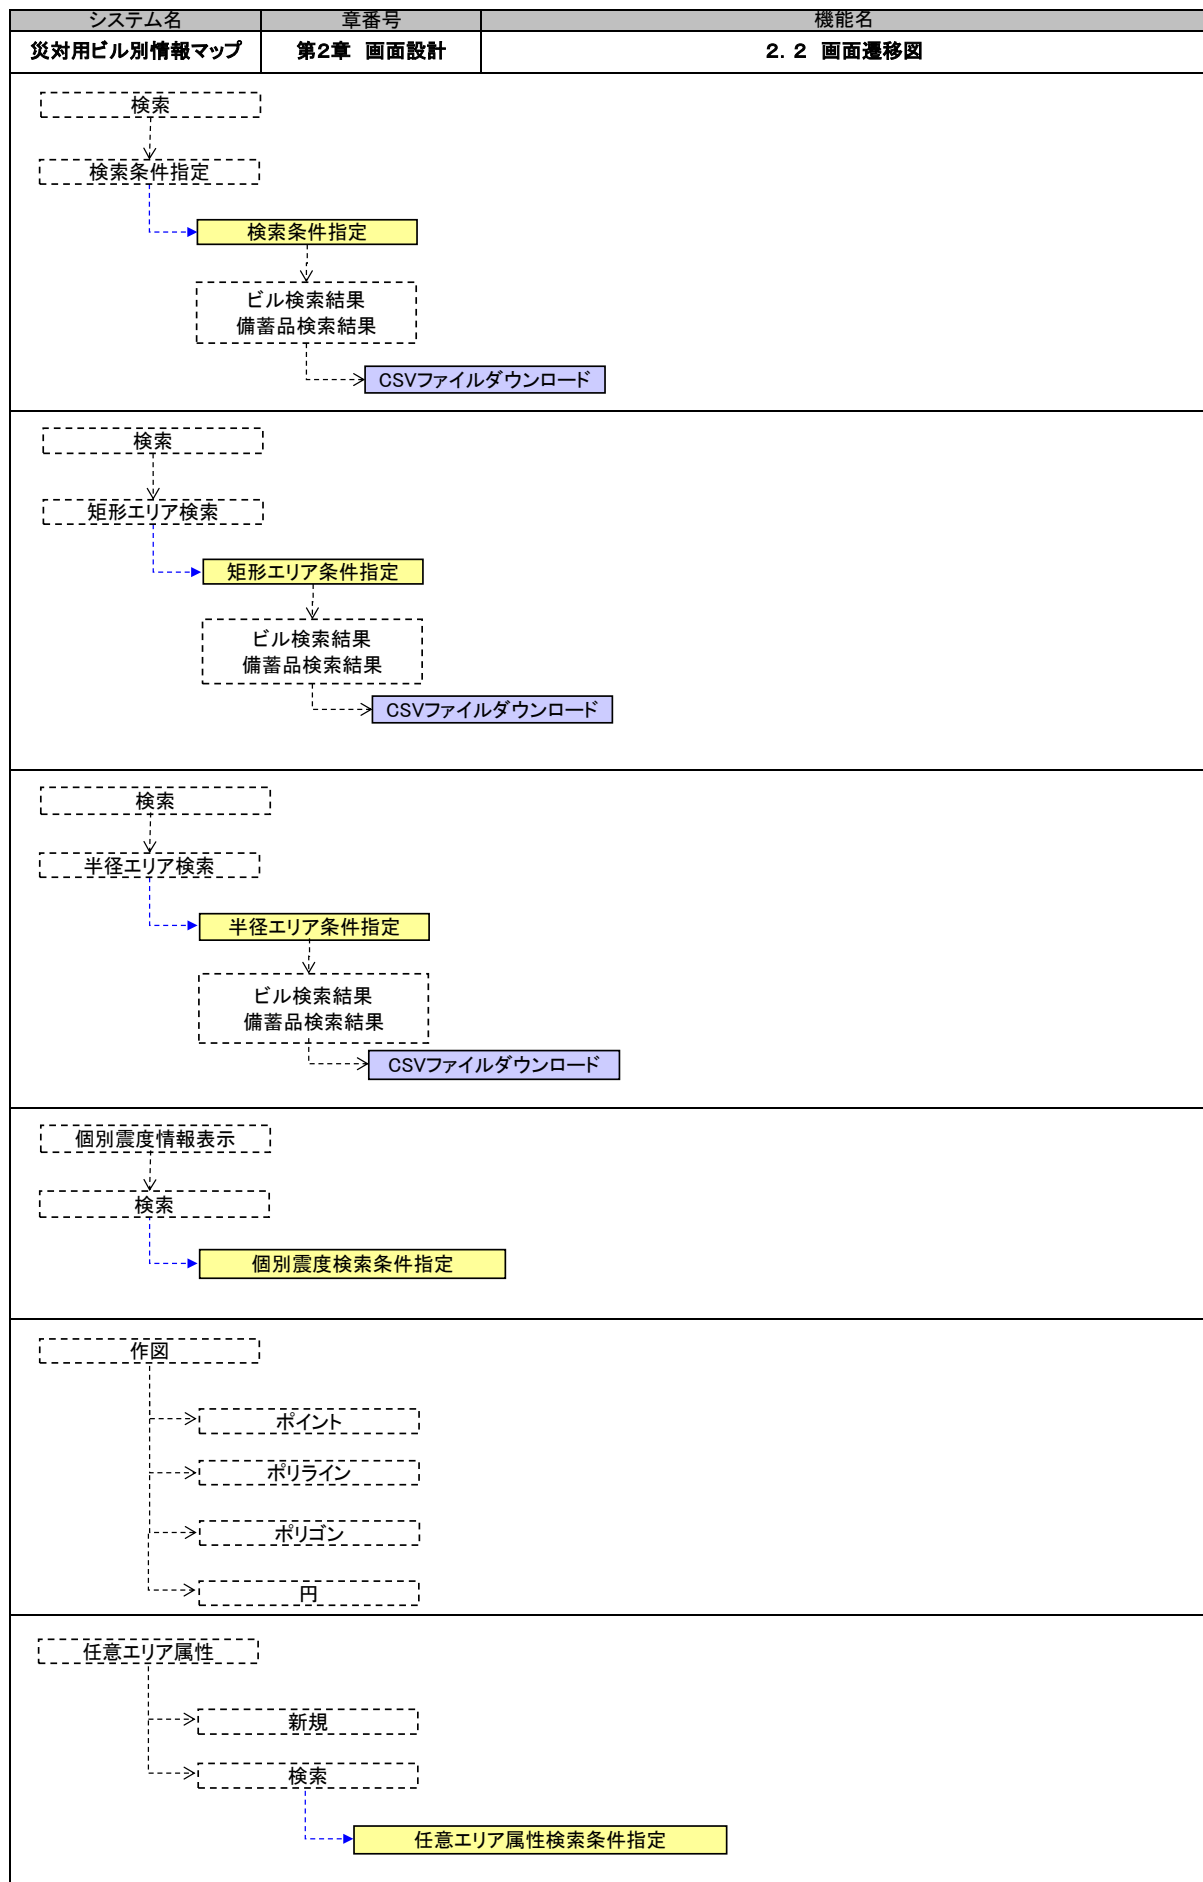 システム名 章番号 機能名
災対用ビル別情報マップ 第2章 画面設計 2．2 画面遷移図
検索
検索条件指定
検索条件指定
ビル検索結果
備蓄品検索結果
CSVファイルダウンロード
検索
矩形エリア検索
矩形エリア条件指定
ビル検索結果
備蓄品検索結果
CSVファイルダウンロード
検索
半径エリア検索
半径エリア条件指定
ビル検索結果
備蓄品検索結果
CSVファイルダウンロード
個別震度情報表示
検索
個別震度検索条件指定
作図
ポイント
ポリライン
ポリゴン
円
任意エリア属性
新規
検索
任意エリア属性検索条件指定